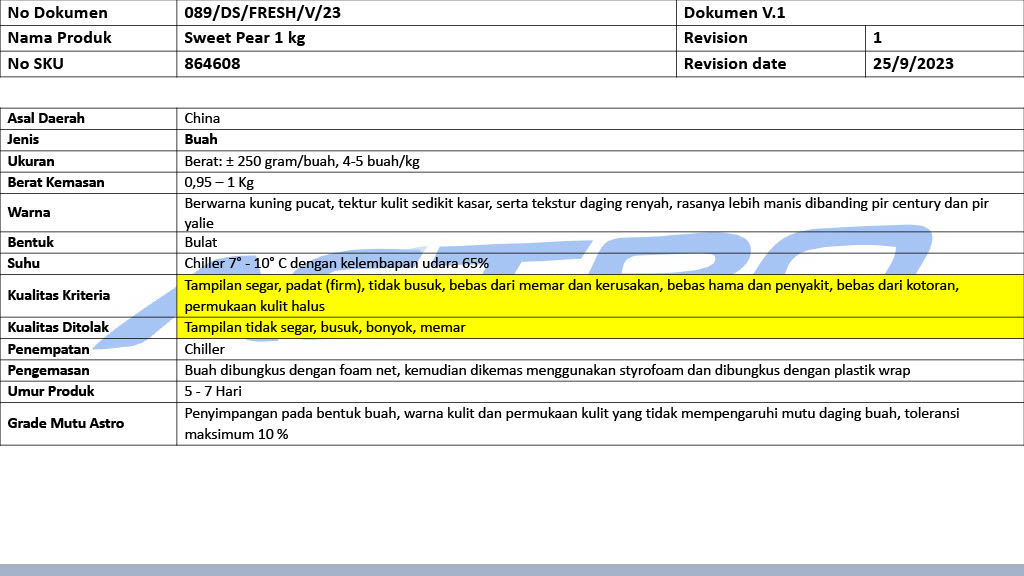 No Dokumen 089/DS/FRESH/V/23 Dokumen V.1
Nama Produk Sweet Pear 1 kg Revision 1
No SKU 864608 Revision date 25/9/2023
Asal Daerah China
Jenis Buah
Ukuran Berat: ± 250 gram/buah, 4-5 buah/kg
Berat Kemasan 0,95 – 1 Kg
Warna Berwarna kuning pucat, tektur kulit sedikit kasar, serta tekstur daging renyah, rasanya lebih manis dibanding pir century dan pir
yalie
Bentuk Bulat
Suhu Chiller 7° - 10° C dengan kelembapan udara 65%
Kualitas Kriteria Tampilan segar, padat (firm), tidak busuk, bebas dari memar dan kerusakan, bebas hama dan penyakit, bebas dari kotoran,
permukaan kulit halus
Kualitas Ditolak Tampilan tidak segar, busuk, bonyok, memar
Penempatan Chiller
Pengemasan Buah dibungkus dengan foam net, kemudian dikemas menggunakan styrofoam dan dibungkus dengan plastik wrap
Umur Produk 5 - 7 Hari
Grade Mutu Astro Penyimpangan pada bentuk buah, warna kulit dan permukaan kulit yang tidak mempengaruhi mutu daging buah, toleransi
maksimum 10 %
ASTRO